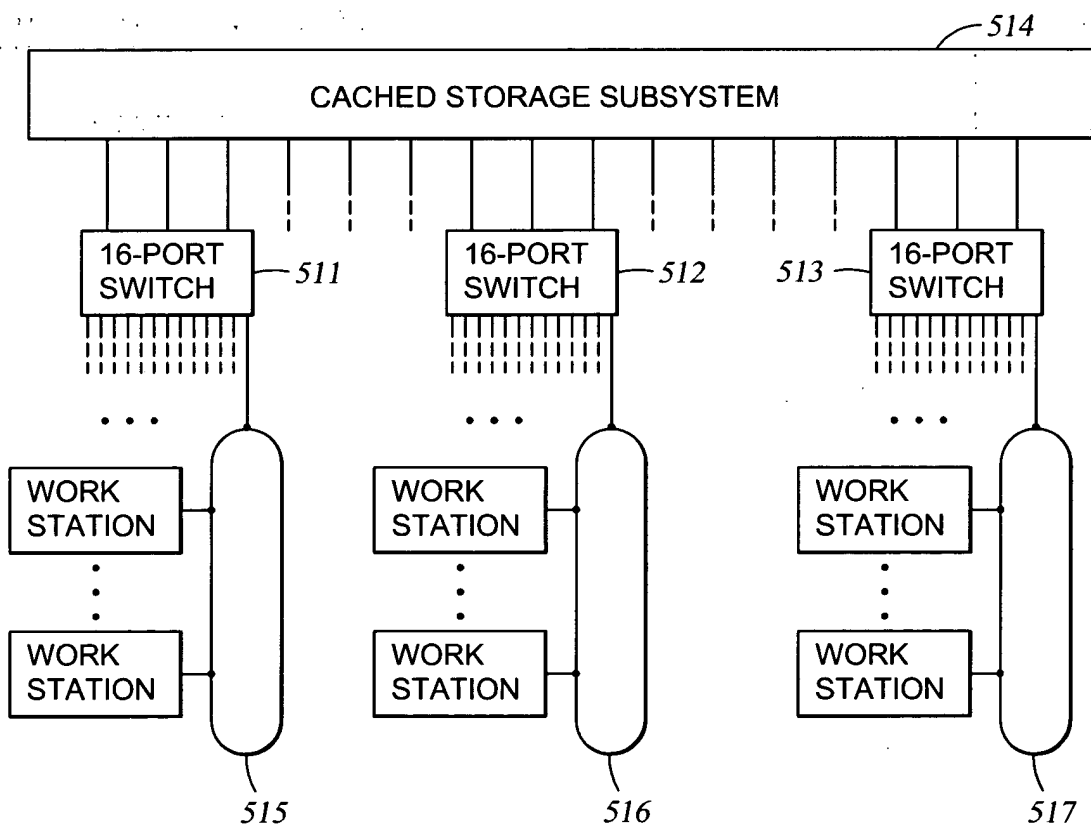 514
CACHED STORAGE SUBSYSTEM
16-PORT
SWITCH
511
16-PORT
SWITCH
512
513
16-PORT
SWITCH
WORK
STATION
WORK
STATION
WORK
STATION
WORK
STATION
WORK
STATION
WORK
STATION
515
516
517